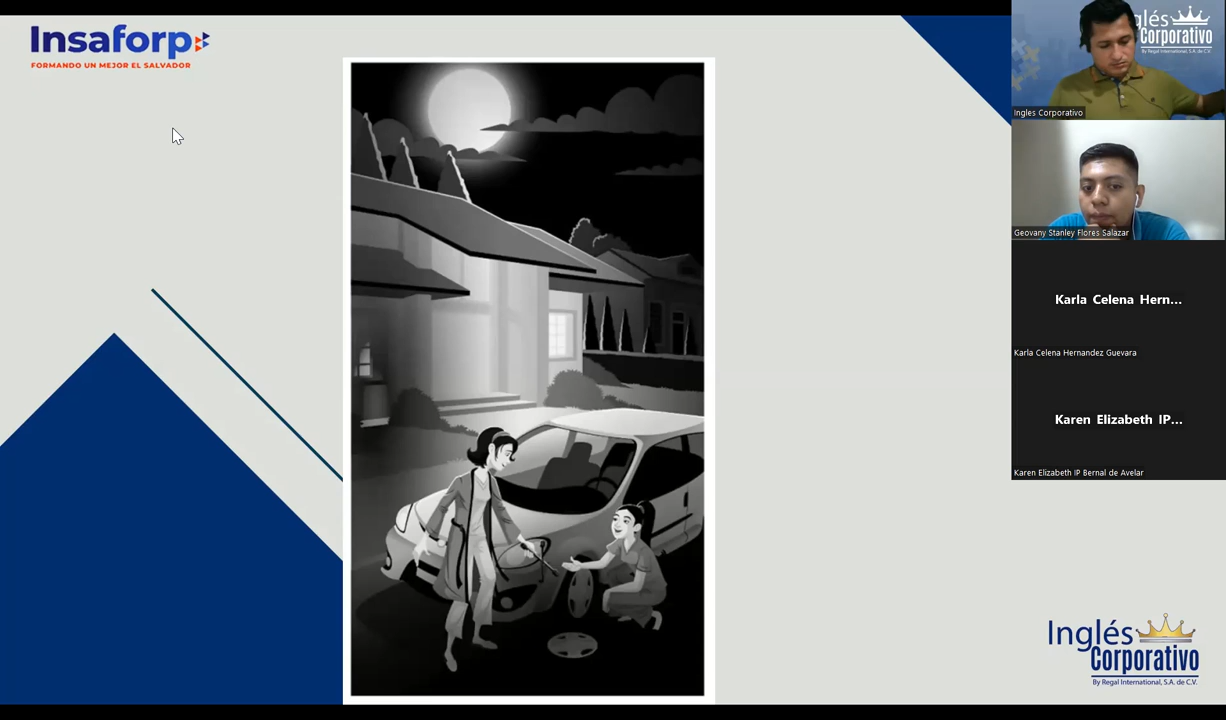 Insaforp
FORMANDO UN MEJOR EL SALVADOR
glés
Corporativo
By Regal International, S.A. de C.V.
Ingles Corporativo
Geovany Stanley Flores Salazar
Karla Celena Hern...
Karla Celena Hernandez Guevara
Karen Elizabeth IP...
Karen Elizabeth IP Bernal de Avelar
Inglés
Corporativo
By Regal International, S.A. de C.V.